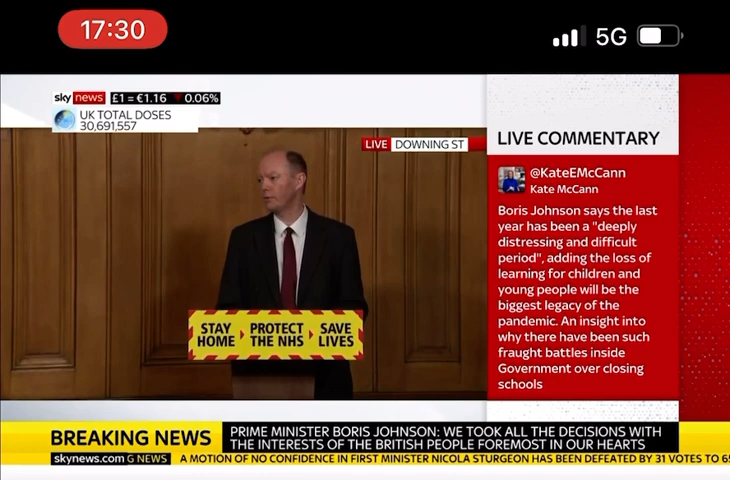 17:30
5G
sky news £1 = €1.16 ▼ 0.06%
UK TOTAL DOSES
30,691,557
LIVE DOWNING ST
LIVE COMMENTARY
@KateEMcCann
Kate McCann
Boris Johnson says the last
year has been a "deeply
distressing and difficult
period", adding the loss of
learning for children and
young people will be the
biggest legacy of the
pandemic. An insight into
why there have been such
fraught battles inside
Government over closing
schools
STAY HOME
PROTECT THE NHS
SAVE LIVES
BREAKING NEWS
PRIME MINISTER BORIS JOHNSON: WE TOOK ALL THE DECISIONS WITH
THE INTERESTS OF THE BRITISH PEOPLE FOREMOST IN OUR HEARTS
skynews.com G NEWS A MOTION OF NO CONFIDENCE IN FIRST MINISTER NICOLA STURGEON HAS BEEN DEFEATED BY 31 VOTES TO